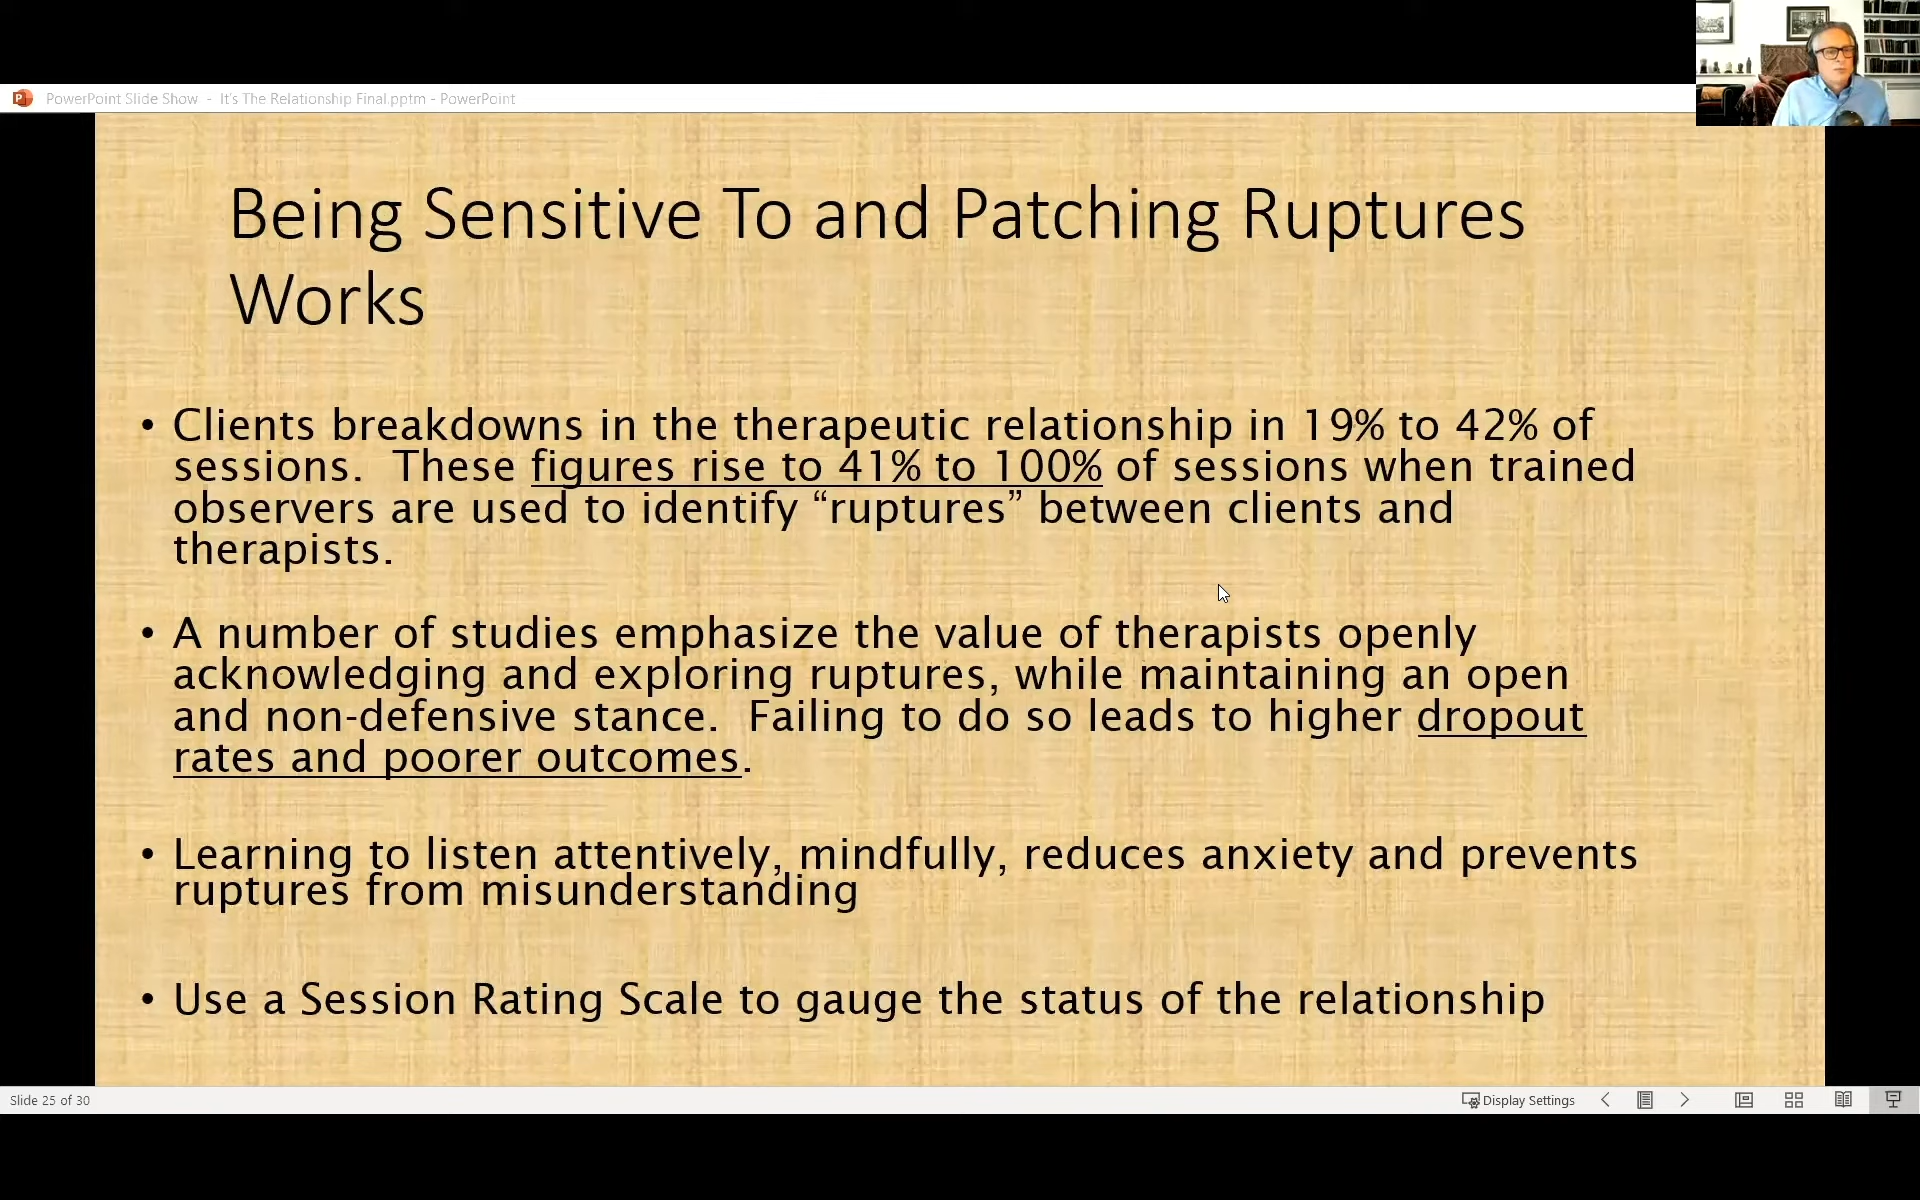 PowerPoint Slide Show - It's The Relationship Final.pptm - PowerPoint
Being Sensitive To and Patching Ruptures
Works
• Clients breakdowns in the therapeutic relationship in 19% to 42% of
sessions. These figures rise to 41% to 100% of sessions when trained
observers are used to identify “ruptures” between clients and
therapists.
• A number of studies emphasize the value of therapists openly
acknowledging and exploring ruptures, while maintaining an open
and non-defensive stance. Failing to do so leads to higher dropout
rates and poorer outcomes.
• Learning to listen attentively, mindfully, reduces anxiety and prevents
ruptures from misunderstanding
• Use a Session Rating Scale to gauge the status of the relationship
Slide 25 of 30
Display Settings